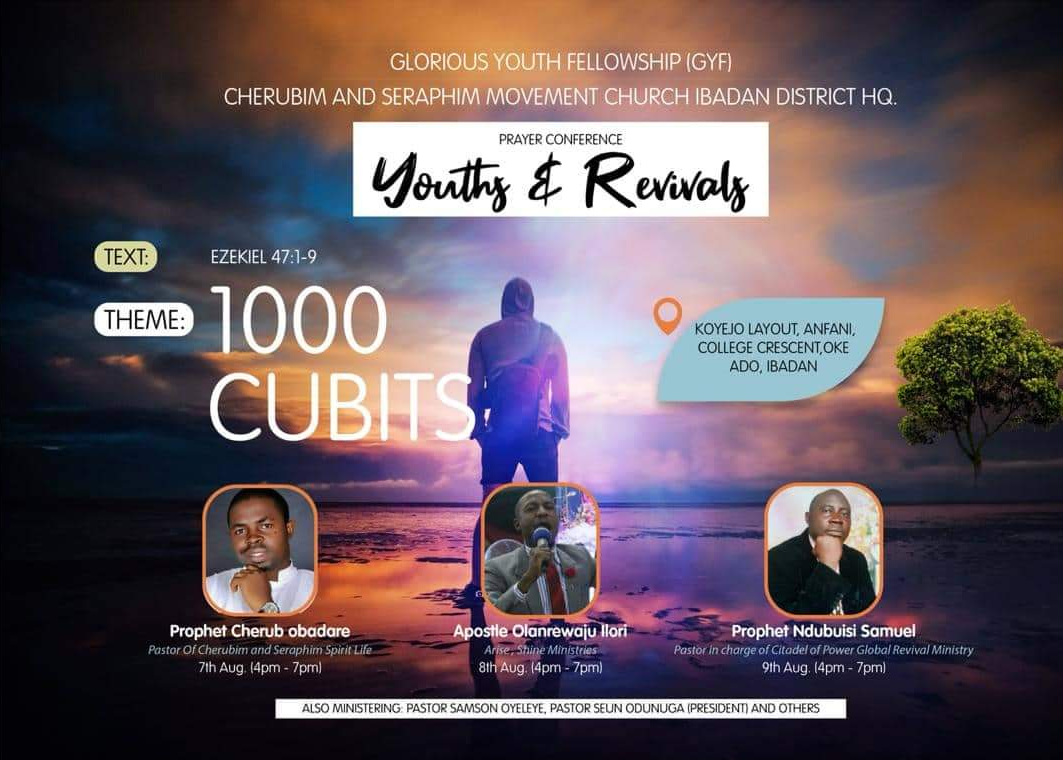 GLORIOUS YOUTH FELLOWSHIP (GYF)
CHERUBIM AND SERAPHIM MOVEMENT CHURCH IBADAN DISTRICT HQ.
PRAYER CONFERENCE
Youths & Revivals
TEXT: EZEKIEL 47:1-9
THEME: 1000
CUBITS
KOYEJO LAYOUT, ANFANI,
COLLEGE CRESCENT,OKE
ADO, IBADAN
Prophet Cherub obadare
Pastor Of Cherubim and Seraphim Spirit Life
7th Aug. (4pm - 7pm)
Apostle Olanrewaju Ilori
Arise , Shine Ministries
8th Aug. (4pm - 7pm)
Prophet Ndubuisi Samuel
Pastor in charge of Citadel of Power Global Revival Ministry
9th Aug. (4pm - 7pm)
ALSO MINISTERING: PASTOR SAMSON OYELEYE, PASTOR SEUN ODUNUGA (PRESIDENT) AND OTHERS